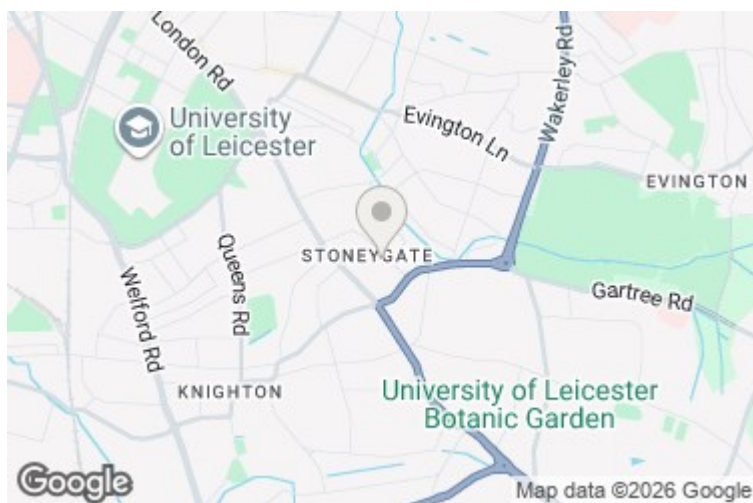 London Rd
University
of Leicester
Evington Ln
Wakerley Rd
EVINGTON
STONEYGATE
Queens Rd
Welford Rd
Gartree Rd
KNIGHTON
University of Leicester
Botanic Garden
Google
Map data ©2026 Google